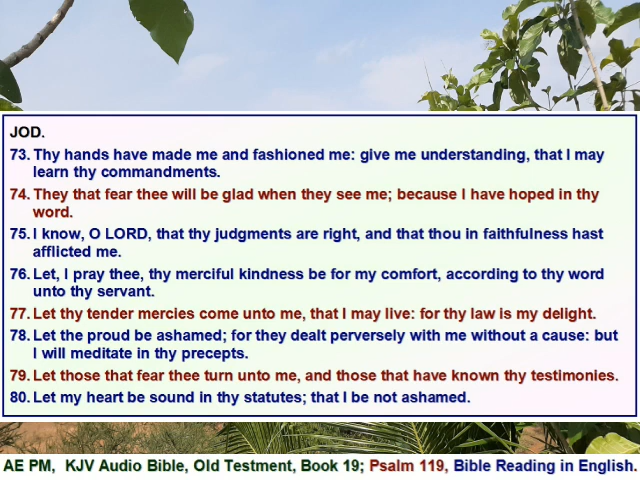 JOD.
73. Thy hands have made me and fashioned me: give me understanding, that I may
learn thy commandments.
74. They that fear thee will be glad when they see me; because I have hoped in thy
word.
75. I know, O LORD, that thy judgments are right, and that thou in faithfulness hast
afflicted me.
76. Let, I pray thee, thy merciful kindness be for my comfort, according to thy word
unto thy servant.
77. Let thy tender mercies come unto me, that I may live: for thy law is my delight.
78. Let the proud be ashamed; for they dealt perversely with me without a cause: but
I will meditate in thy precepts.
79. Let those that fear thee turn unto me, and those that have known thy testimonies.
80. Let my heart be sound in thy statutes; that I be not ashamed.
AE PM, KJV Audio Bible, Old Testment, Book 19; Psalm 119, Bible Reading in English.